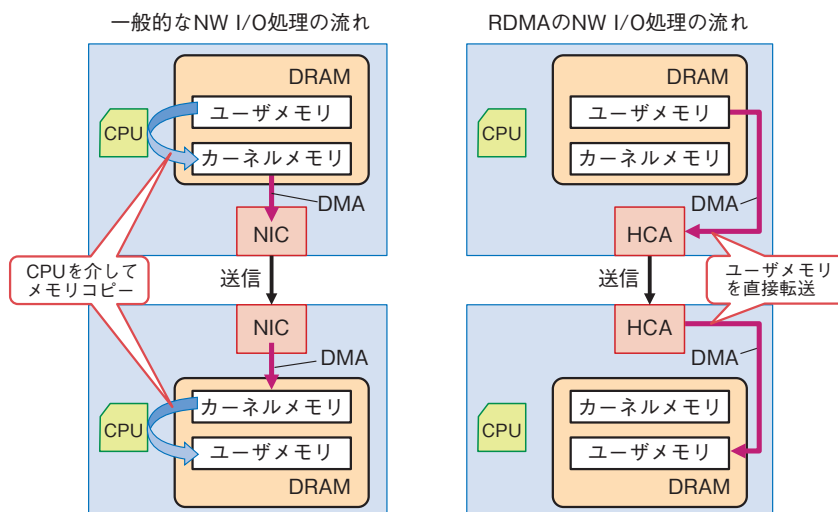 一般的なNW I/O処理の流れ
DRAM
ユーザメモリ
CPU
カーネルメモリ
DMA
NIC
CPUを介して
メモリコピー
送信
NIC
DMA
カーネルメモリ
CPU
ユーザメモリ
DRAM
RDMAのNW I/O処理の流れ
DRAM
ユーザメモリ
CPU
カーネルメモリ
DMA
HCA
送信
ユーザメモリ
を直接転送
HCA
DMA
カーネルメモリ
CPU
ユーザメモリ
DRAM